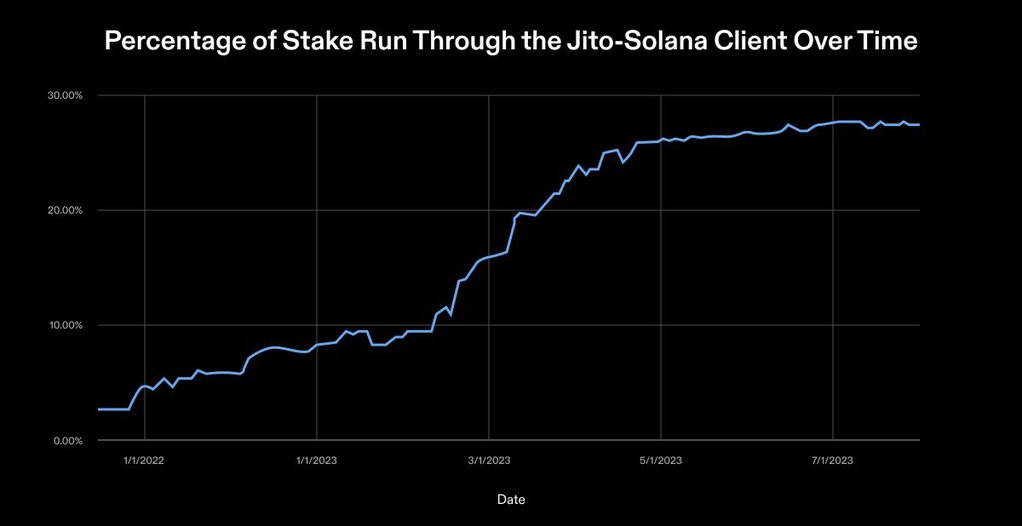 Percentage of Stake Run Through the Jito-Solana Client Over Time
30.00%
20.00%
10.00%
0.00%
1/1/2022 1/1/2023 3/1/2023 5/1/2023 7/1/2023
Date